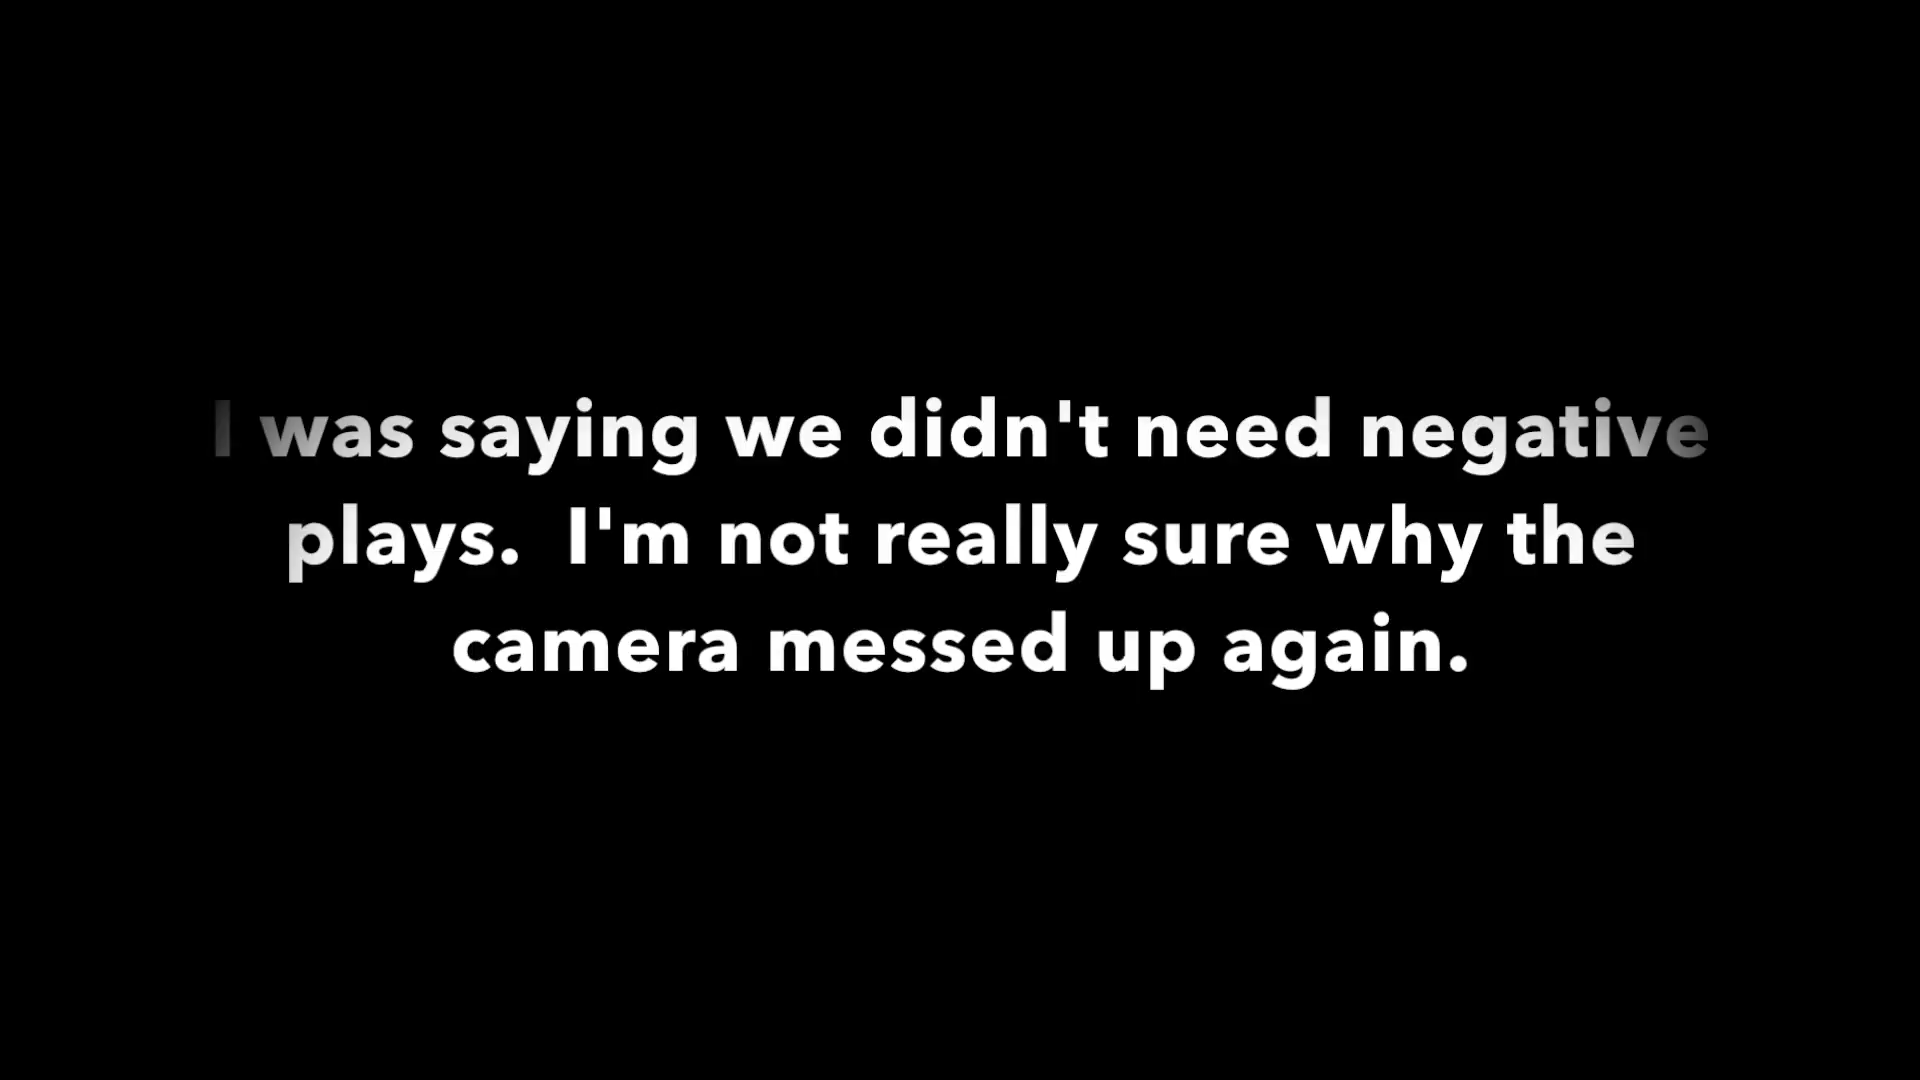 I was saying we didn't need negative
plays.  I'm not really sure why the
camera messed up again.